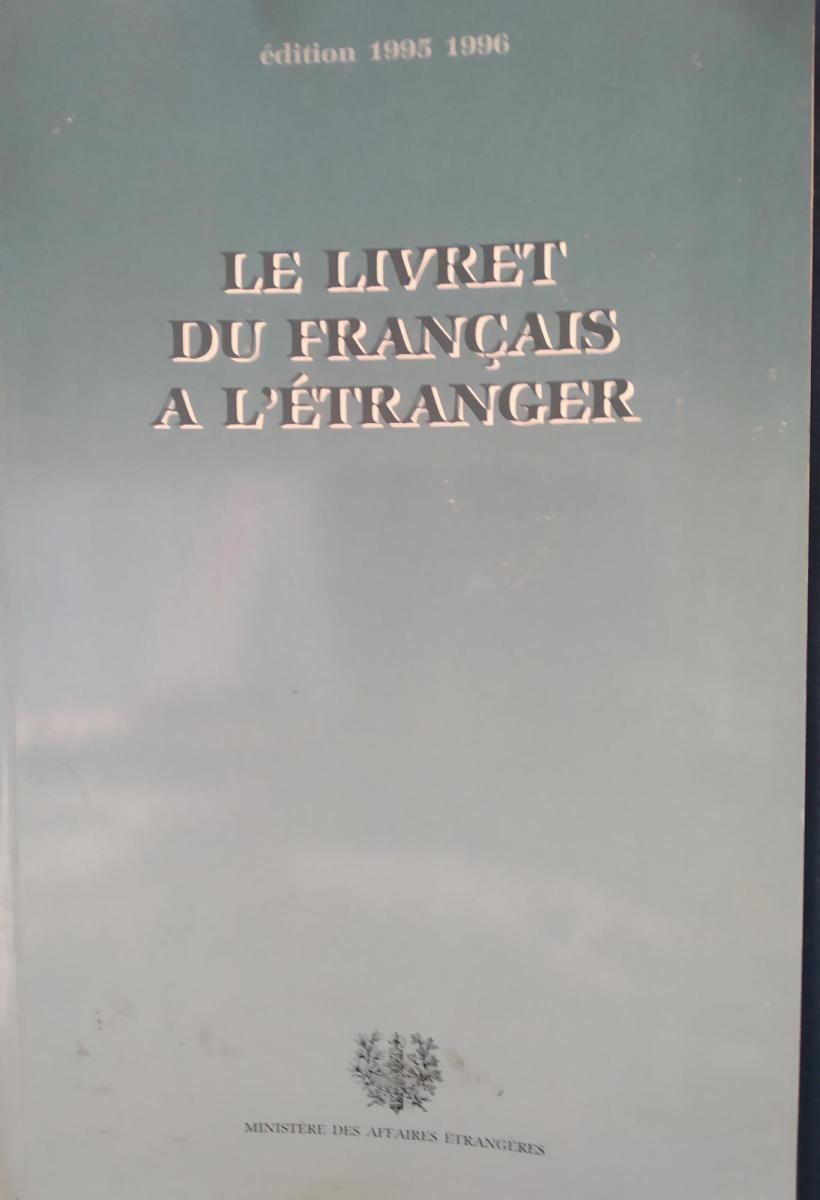 édition 1995 1996
LE LIVRET
DU FRANÇAIS
A L'ÉTRANGER
MINISTÈRE DES AFFAIRES ÉTRANGÈRES